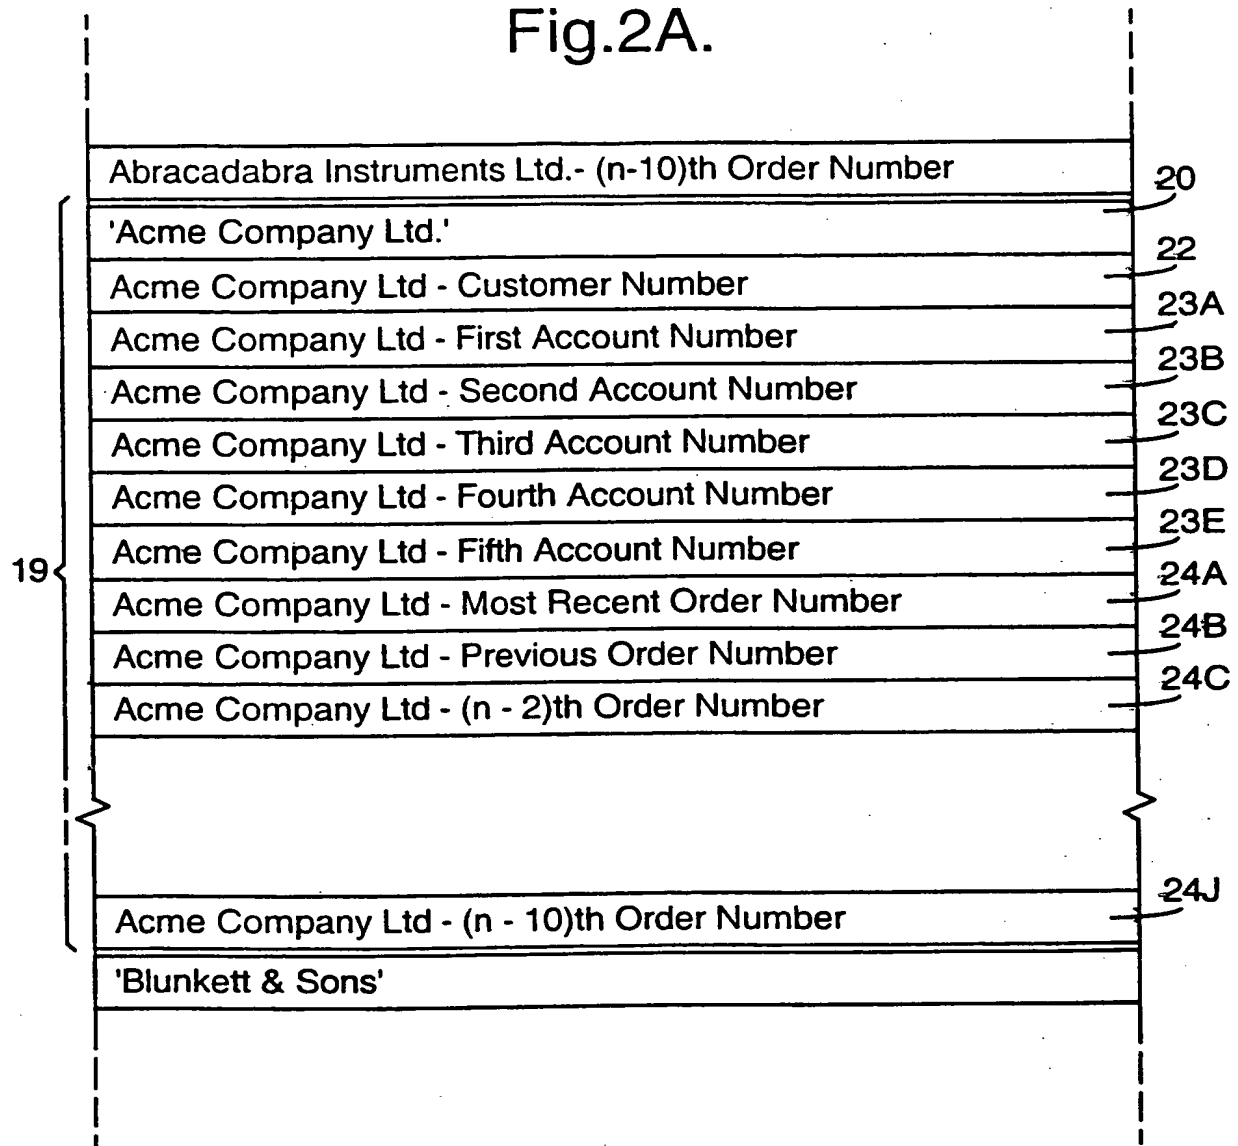 Fig.2A.
Abracadabra Instruments Ltd.- (n-10)th Order Number
20
'Acme Company Ltd.'
22
Acme Company Ltd - Customer Number
23A
Acme Company Ltd - First Account Number
23B
Acme Company Ltd - Second Account Number
23C
Acme Company Ltd - Third Account Number
23D
Acme Company Ltd - Fourth Account Number
23E
Acme Company Ltd - Fifth Account Number
19
24A
Acme Company Ltd - Most Recent Order Number
24B
Acme Company Ltd - Previous Order Number
24C
Acme Company Ltd - (n - 2)th Order Number
24J
Acme Company Ltd - (n - 10)th Order Number
'Blunkett & Sons'